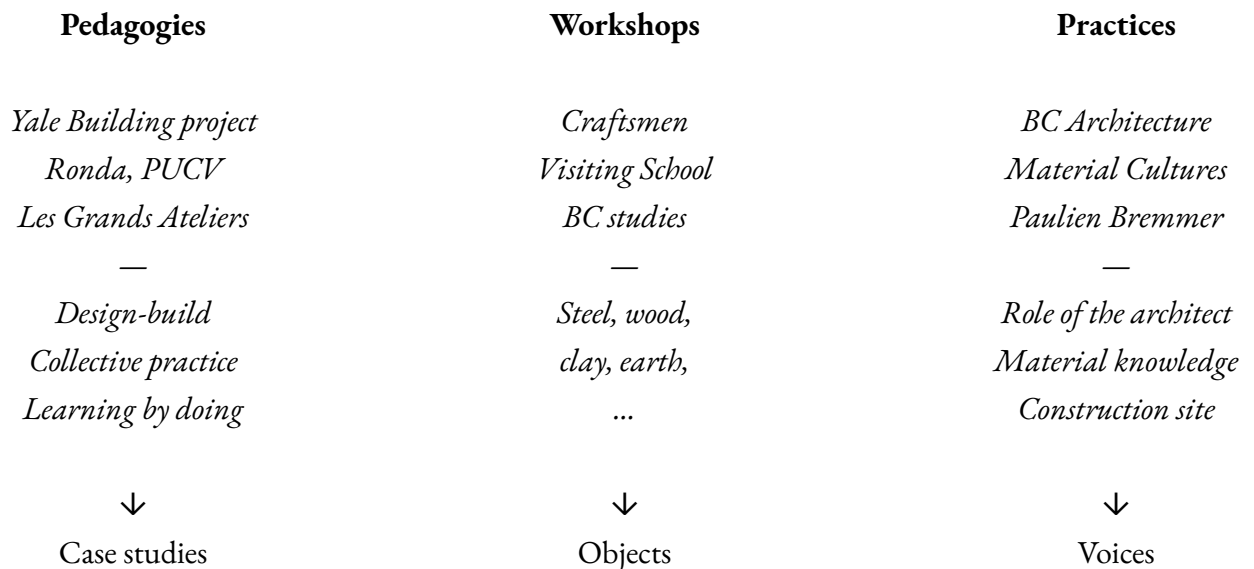 Pedagogies
Yale Building project
Ronda, PUCV
Les Grands Ateliers
—
Design-build
Collective practice
Learning by doing
↓
Case studies
Workshops
Craftsmen
Visiting School
BC studies
—
Steel, wood,
clay, earth,
...
↓
Objects
Practices
BC Architecture
Material Cultures
Paulien Bremmer
—
Role of the architect
Material knowledge
Construction site
↓
Voices